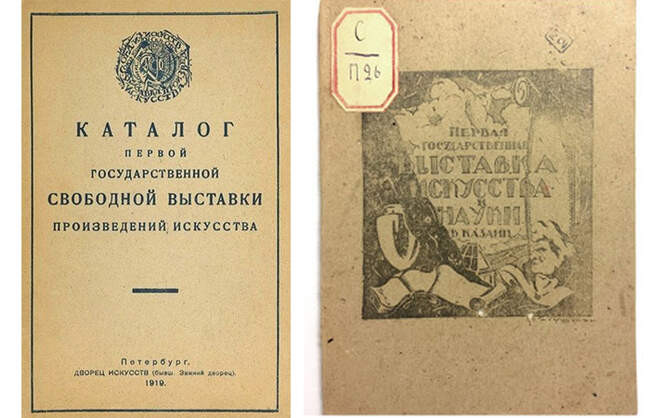 КАТАЛОГ
ПЕРВОЙ
ГОСУДАРСТВЕННОЙ
СВОБОДНОЙ ВЫСТАВКИ
ПРОИЗВЕДЕНИЙ ИСКУССТВА
Петербург.
ДВОРЕЦ ИСКУССТВ (бывш. Зимний дворец).
1919.
С
П26
ПЕРВАЯ
ГОСУДАРСТВЕННАЯ
ВЫСТАВКА
ИСКУССТВА
И
НАУКИ
В КАЗАНИ